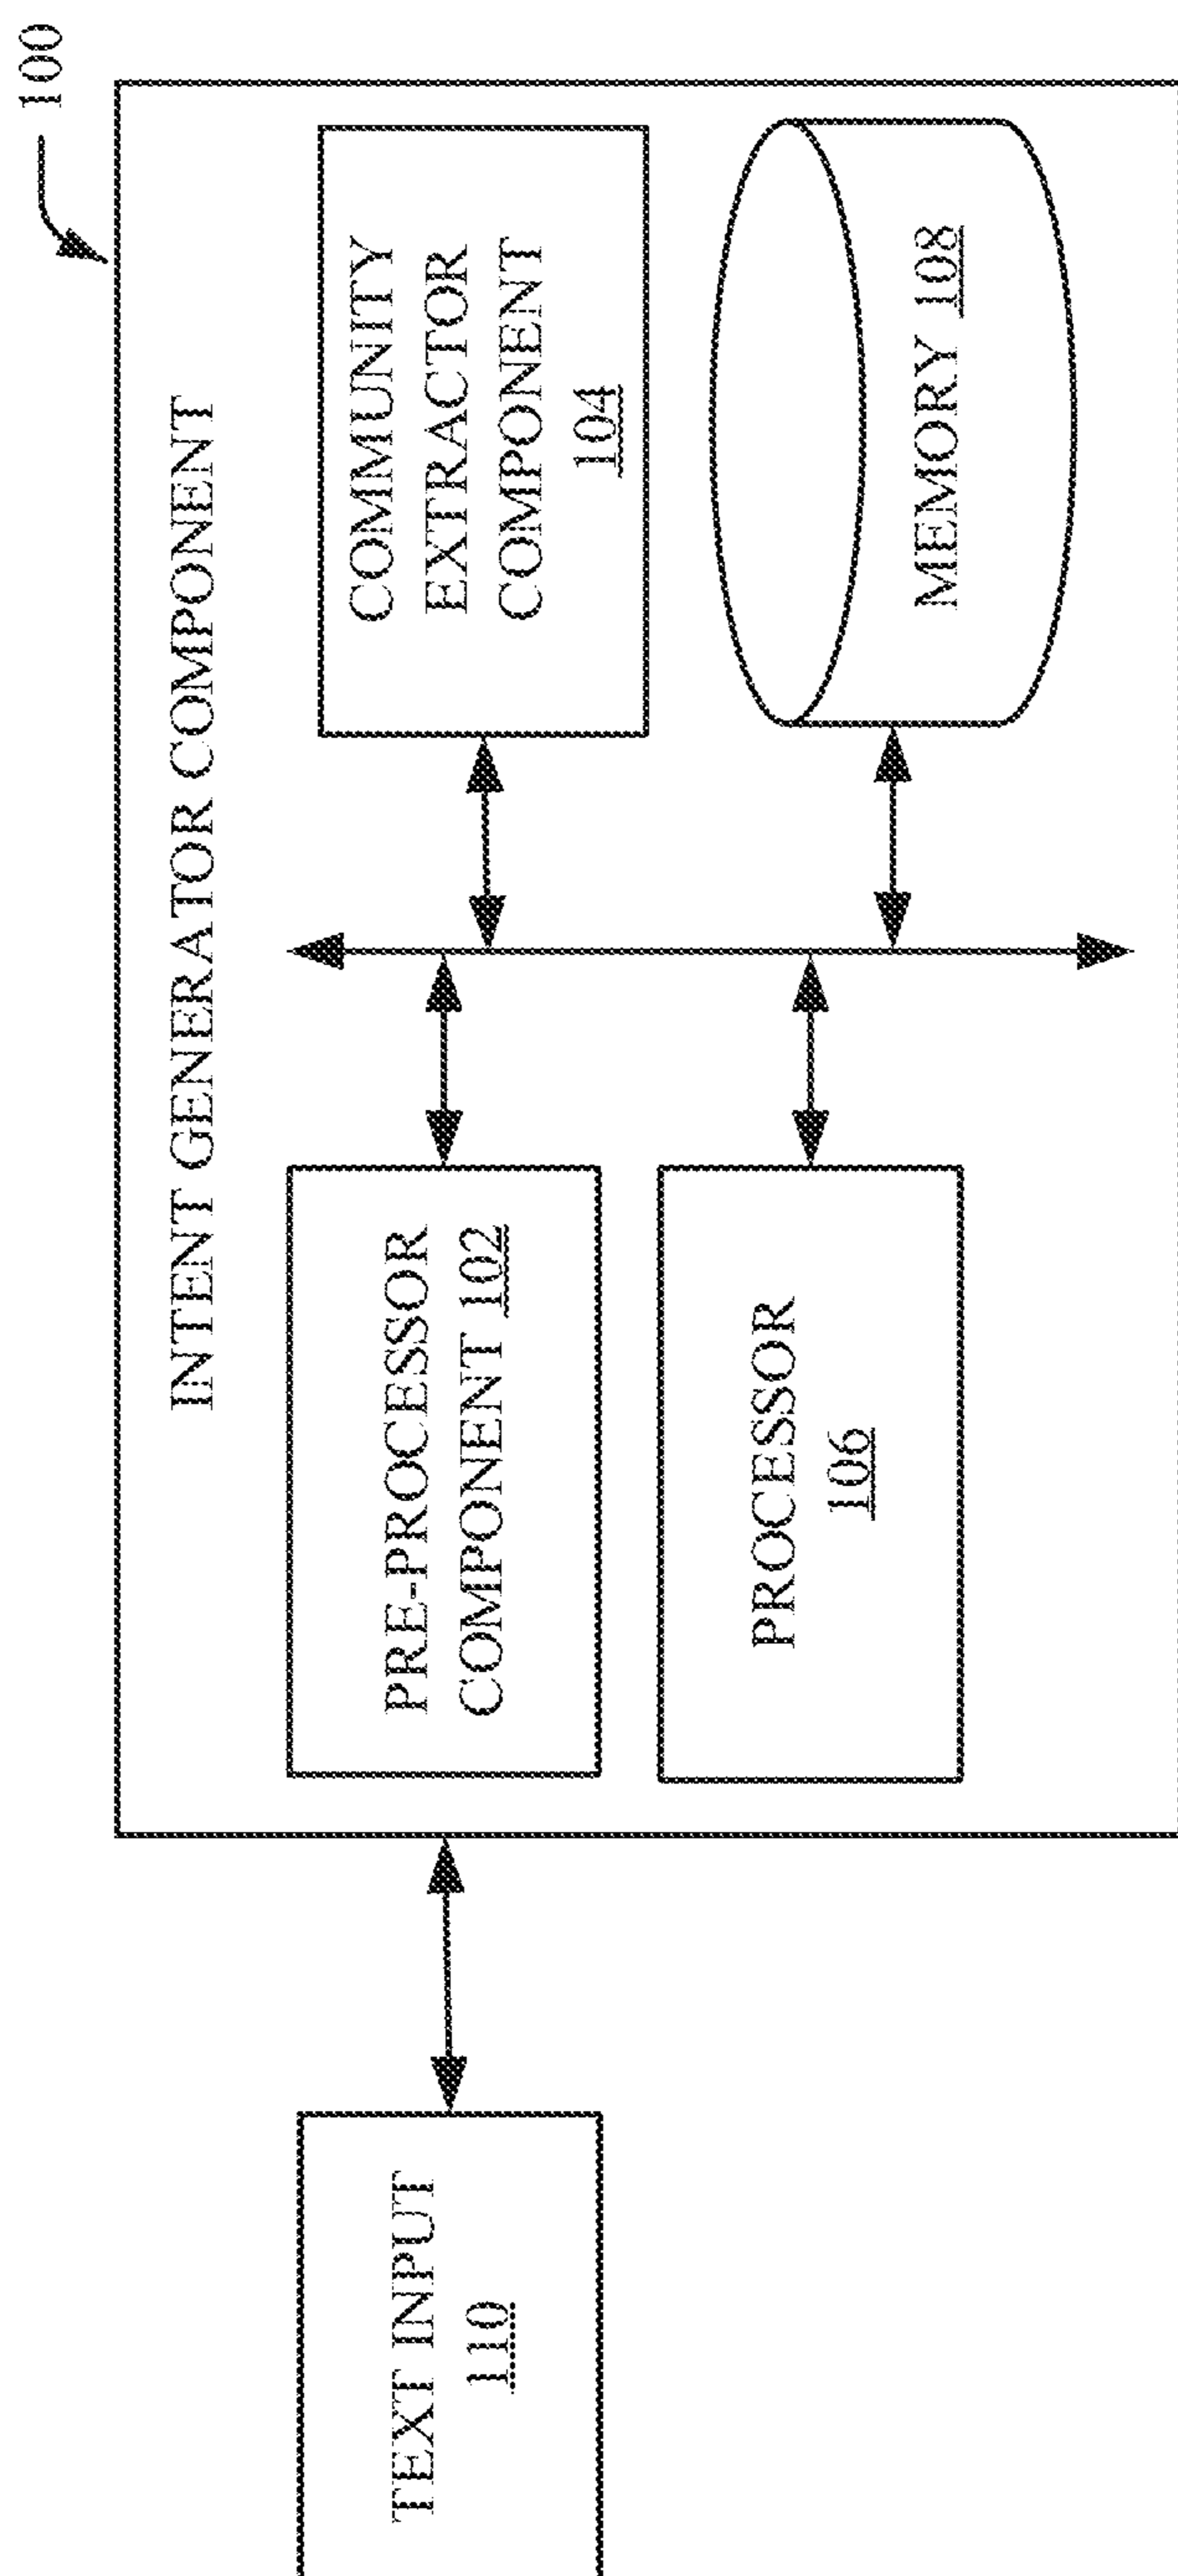 100
INTENT GENERATOR COMPONENT
PRE-PROCESSOR
COMPONENT 102
COMMUNITY
EXTRACTOR
COMPONENT
104
TEXT INPUT
110
PROCESSOR
106
MEMORY 108